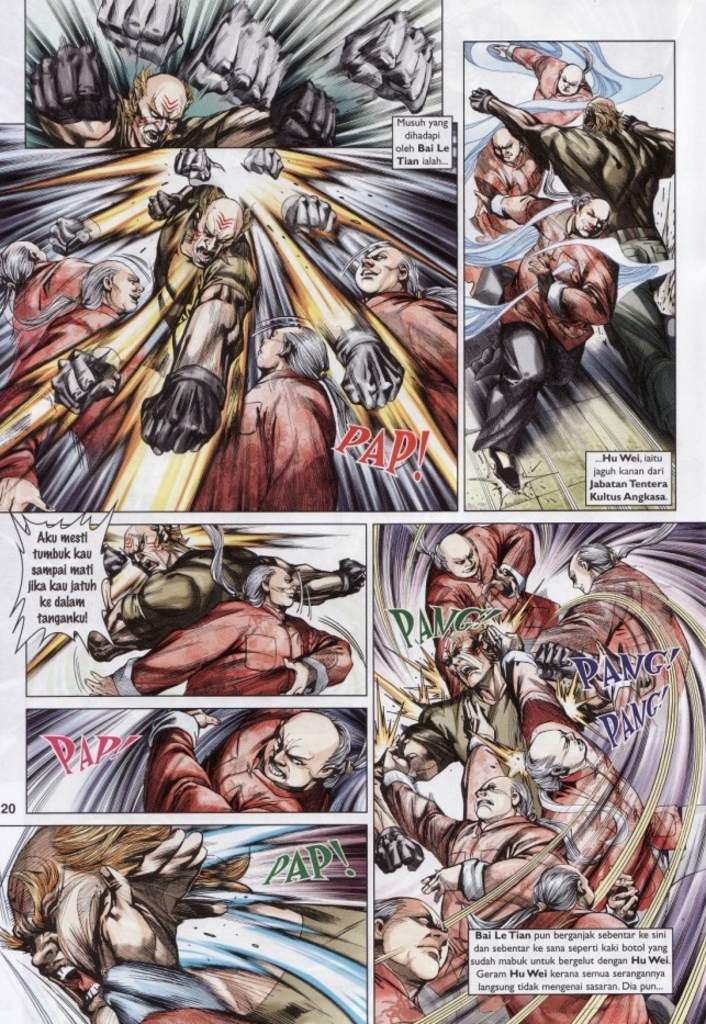 Musuh yang
dihadapi
oleh Bai Le
Tian ialah...
...Hu Wei, iaitu
jaguh kanan dari
Jabatan Tentera
Kultus Angkasa.
PAP!
Aku mesti
tumbuk kau
sampai mati
jika kau jatuh
ke dalam
tanganku!
PANG!
PANG!
PANG!
PAP!
20
PAP!
Bai Le Tian pun berganjak sebentar ke sini
dan sebentar ke sana seperti kaki botol yang
sudah mabuk untuk bergelut dengan Hu Wei.
Geram Hu Wei kerana semua serangannya
langsung tidak mengenai sasaran. Dia pun...